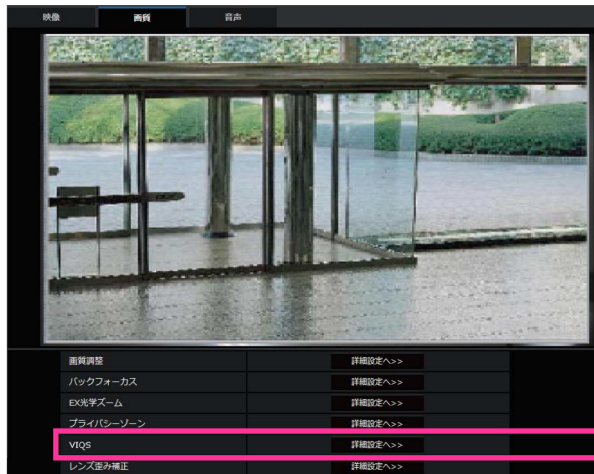 映像 画質 音声
画質調整 詳細設定へ>>
バックフォーカス 詳細設定へ>>
EX光学ズーム 詳細設定へ>>
プライバシーゾーン 詳細設定へ>>
VIQS 詳細設定へ>>
レンズ歪み補正 詳細設定へ>>